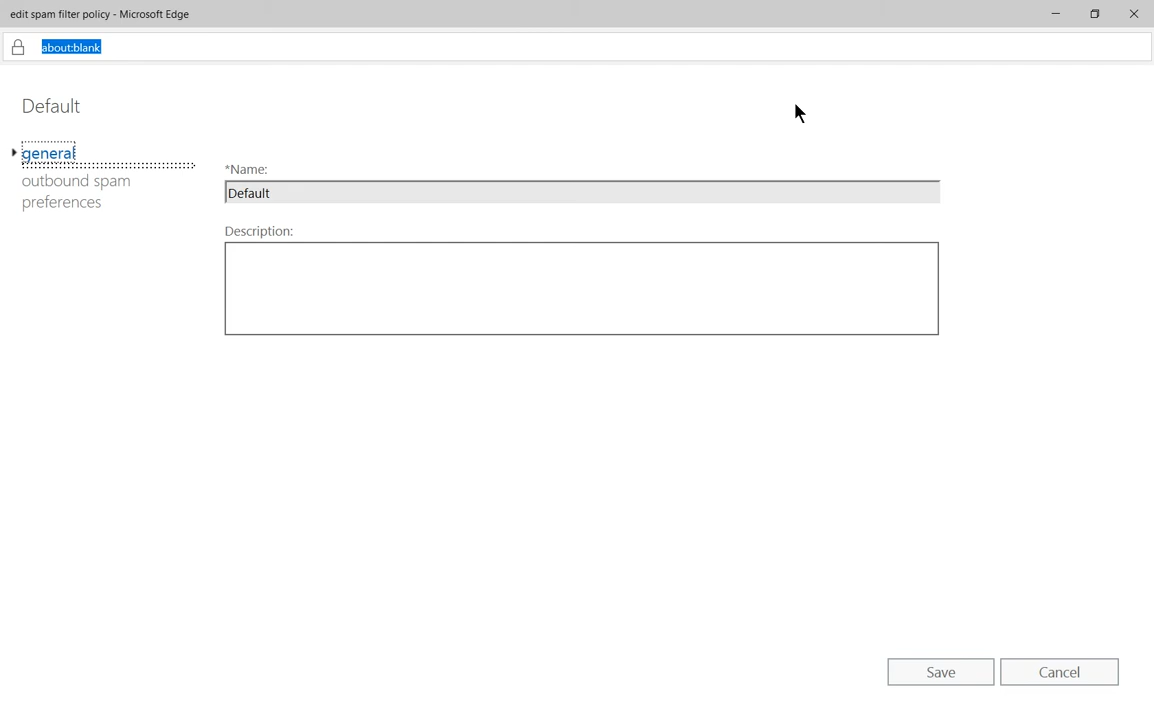 edit spam filter policy - Microsoft Edge
about:blank
Default
general
outbound spam
preferences
*Name:
Default
Description:
Save
Cancel